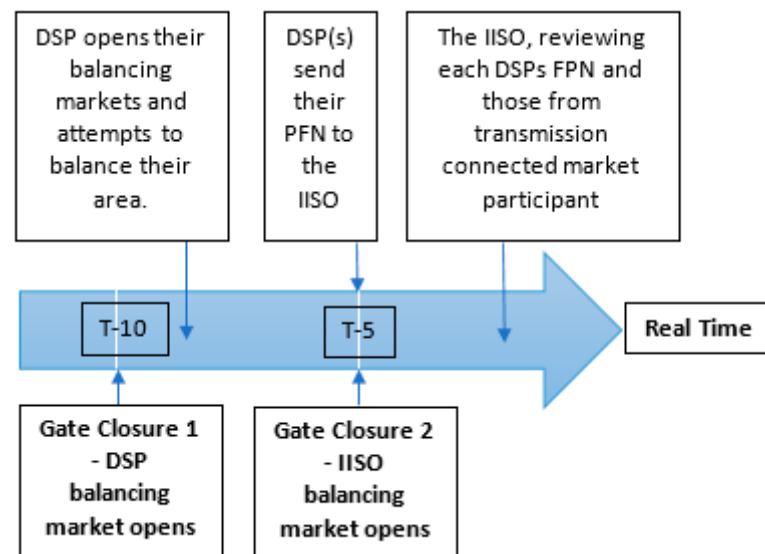 DSP opens their
balancing
markets and
attempts to
balance their
area.
DSP(s)
send
their
PFN to
the
IISO
The IISO, reviewing
each DSPs FPN and
those from
transmission
connected market
participant
T-10
T-5
Real Time
Gate Closure 1
- DSP
balancing
market opens
Gate Closure 2
- IISO
balancing
market opens